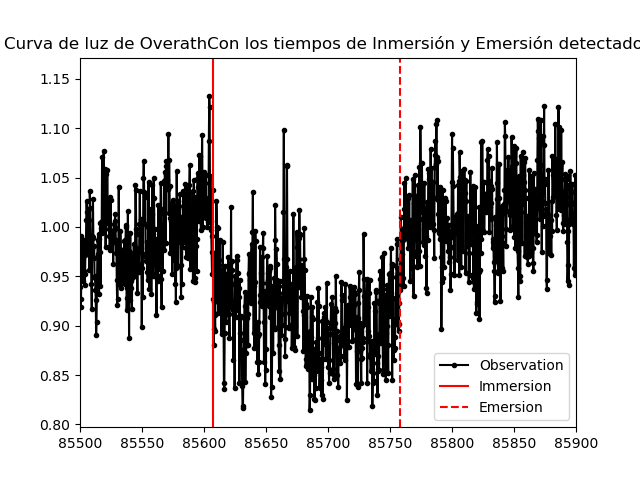 Curva de luz de OverathCon los tiempos de Inmersión y Emersión detectado
1.15
1.10
1.05
1.00
0.95
0.90
0.85
0.80
Observation
Immersion
Emersion
85500 85550 85600 85650 85700 85750 85800 85850 85900